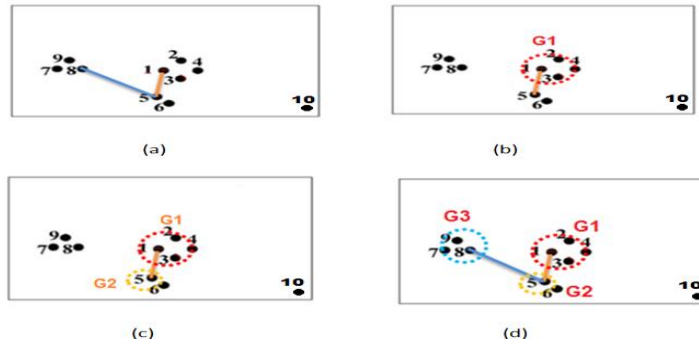 9 7 8 1 2 4 3 5 6 10
(a)
G1 9 7 8 1 2 4 3 5 6 10
(b)
G1 G2 9 7 8 1 2 4 3 5 6 10
(c)
G3 G1 G2 9 7 8 1 2 4 3 5 6 10
(d)